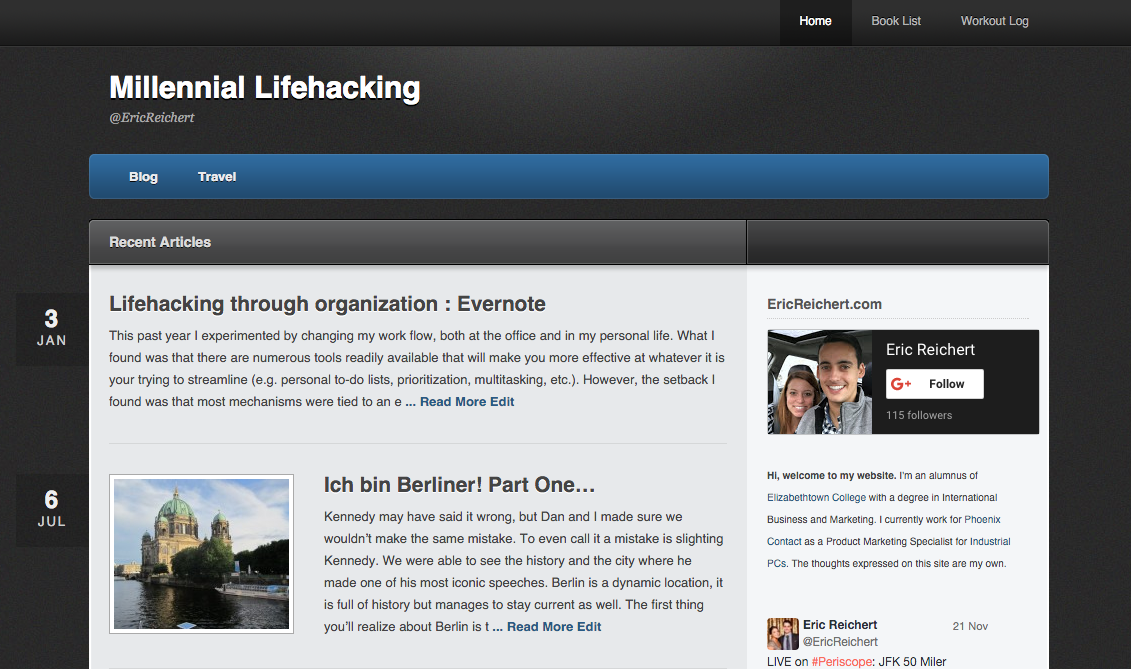 Home Book List Workout Log
Millennial Lifehacking
@EricReichert
Blog Travel
Recent Articles
3
JAN
Lifehacking through organization : Evernote
This past year I experimented by changing my work flow, both at the office and in my personal life. What I
found was that there are numerous tools readily available that will make you more effective at whatever it is
your trying to streamline (e.g. personal to-do lists, prioritization, multitasking, etc.). However, the setback I
found was that most mechanisms were tied to an e ... Read More Edit
6
JUL
Ich bin Berliner! Part One…
Kennedy may have said it wrong, but Dan and I made sure we
wouldn’t make the same mistake. To even call it a mistake is slighting
Kennedy. We were able to see the history and the city where he
made one of his most iconic speeches. Berlin is a dynamic location, it
is full of history but manages to stay current as well. The first thing
you’ll realize about Berlin is t ... Read More Edit
EricReichert.com
Eric Reichert
G+ Follow
115 followers
Hi, welcome to my website. I'm an alumnus of
Elizabethtown College with a degree in International
Business and Marketing. I currently work for Phoenix
Contact as a Product Marketing Specialist for Industrial
PCs. The thoughts expressed on this site are my own.
Eric Reichert 21 Nov
@EricReichert
LIVE on #Periscope: JFK 50 Miler